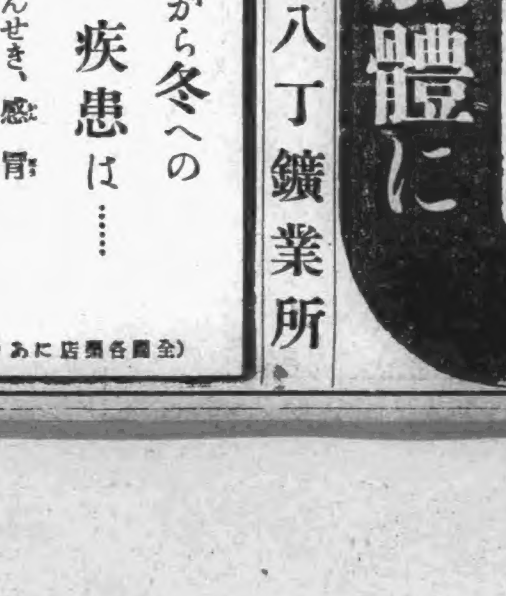 體に
八丁鑛業所
から冬への
疾患は……
んせき、感冒
(全國各藥店にあ